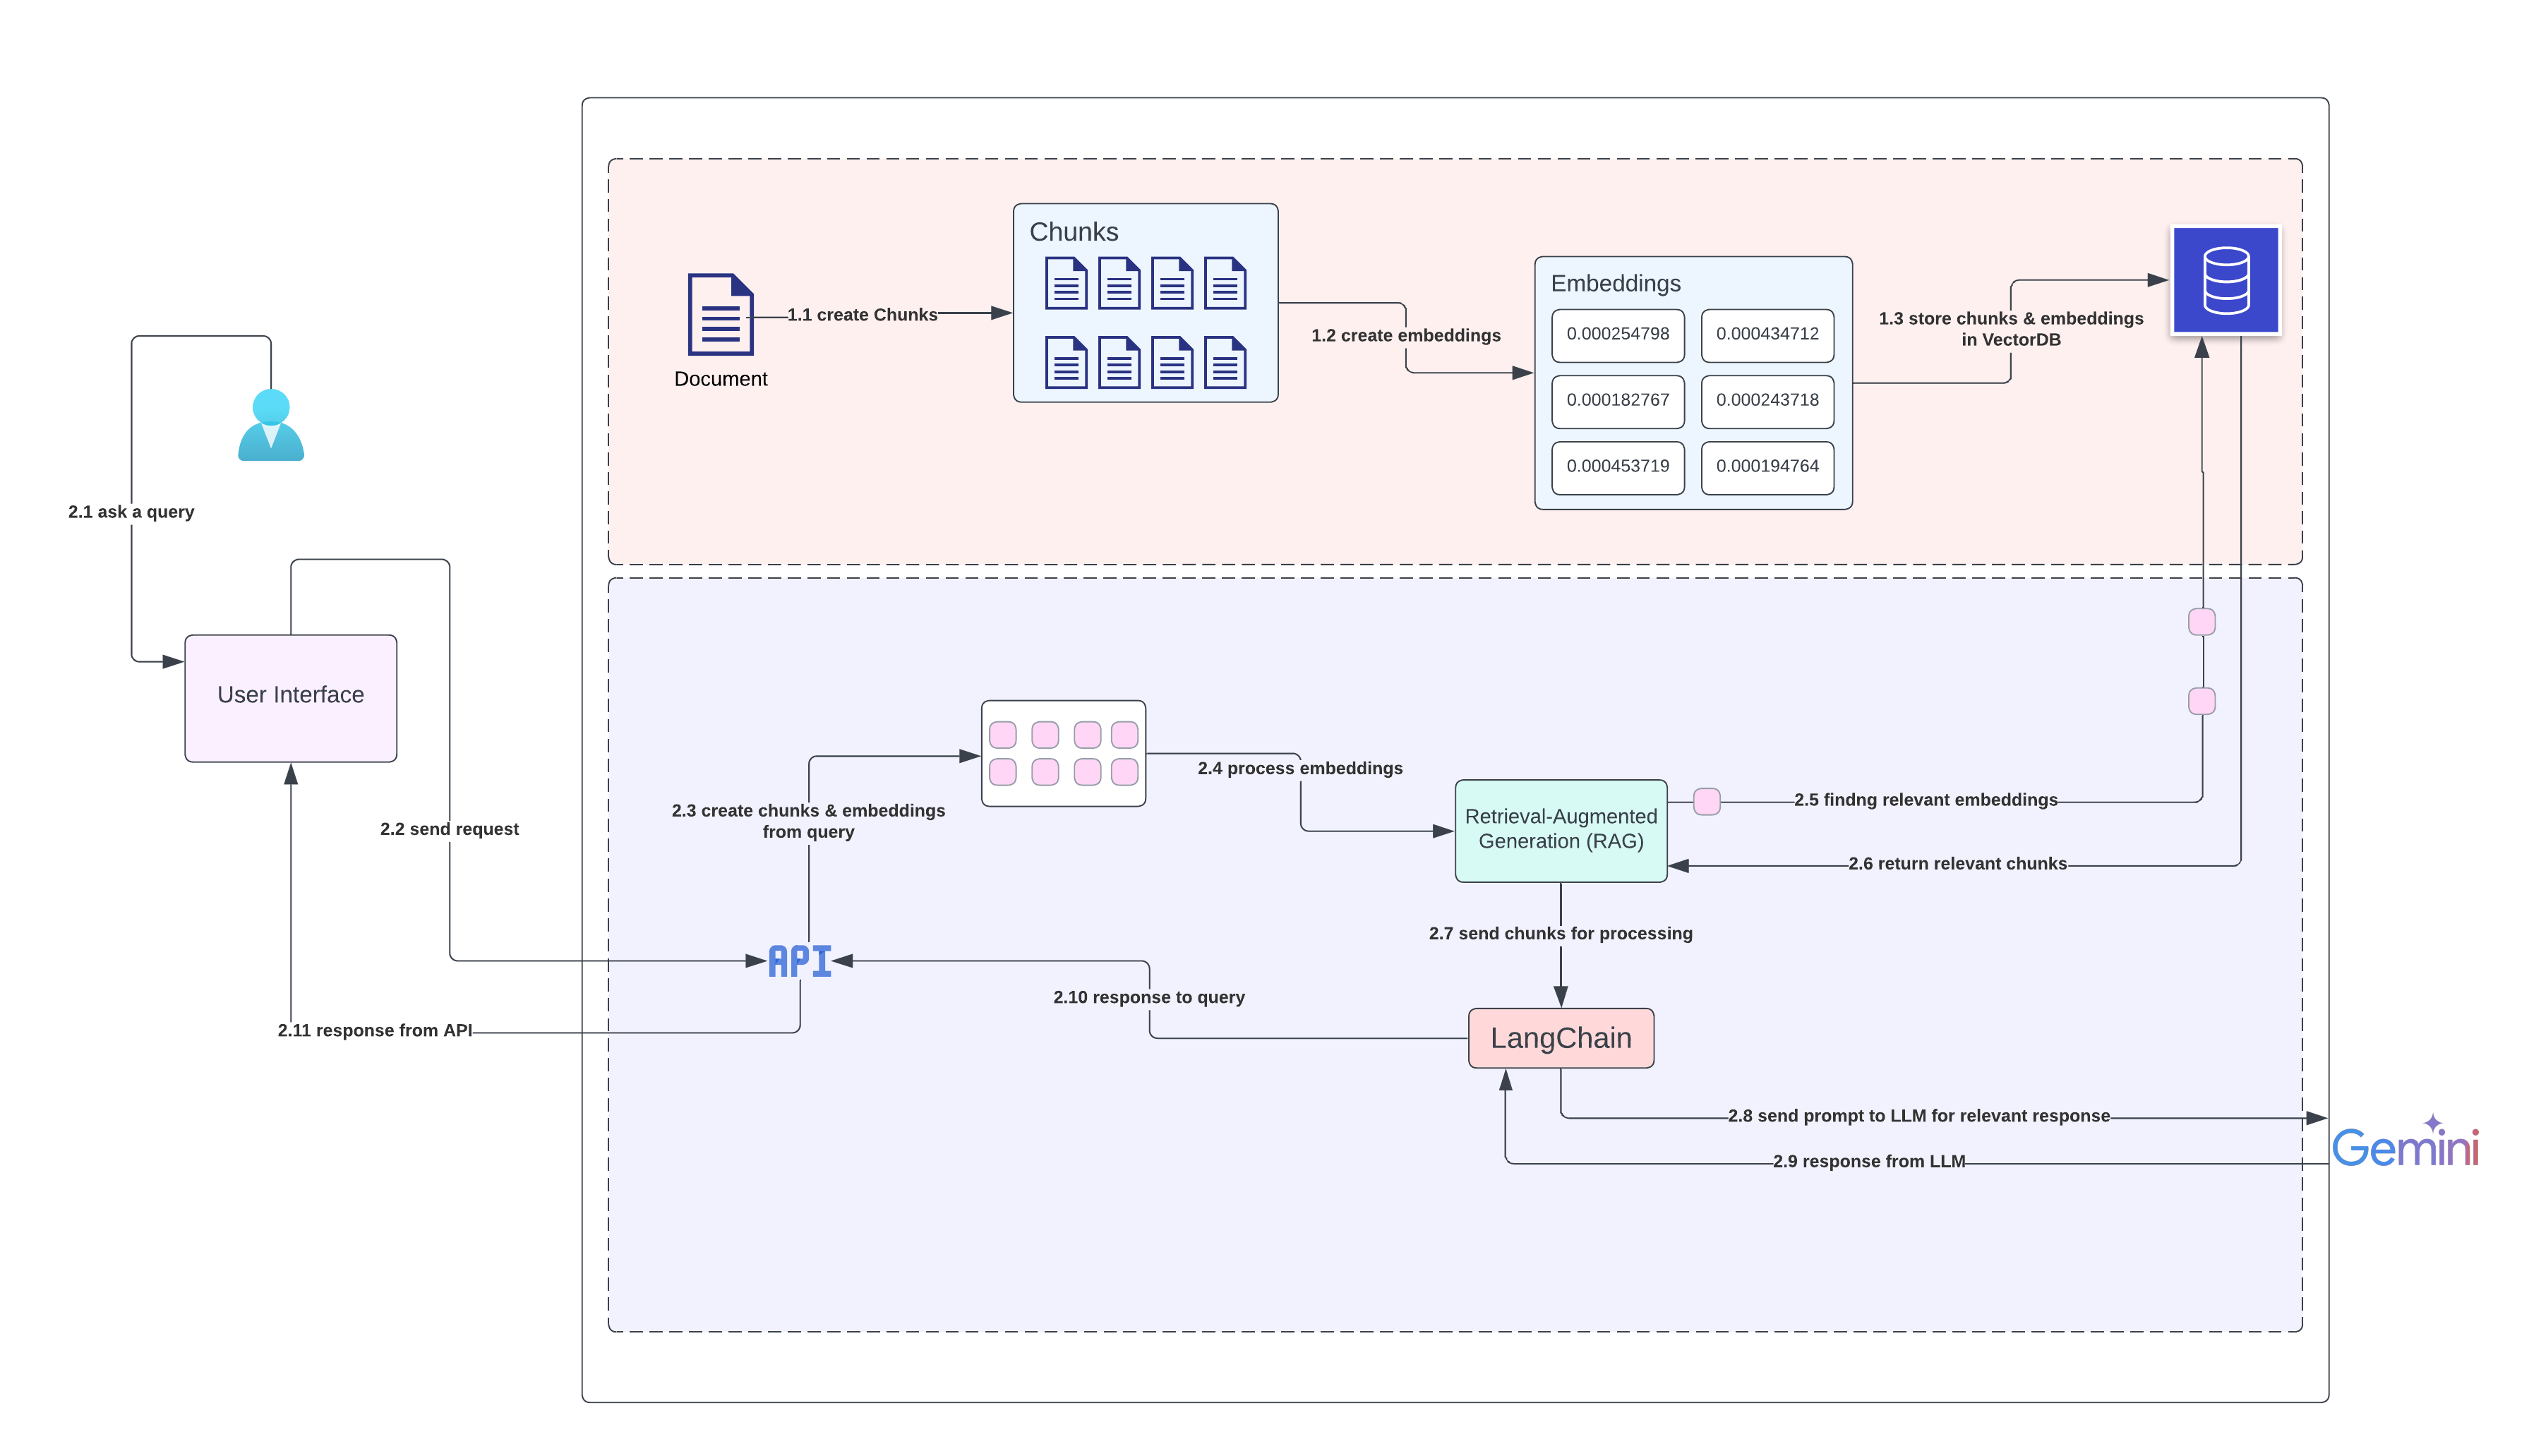 Chunks
1.1 create Chunks
Document
1.2 create embeddings
Embeddings
0.000254798
0.000434712
0.000182767
0.000243718
0.000453719
0.000194764
1.3 store chunks & embeddings
in VectorDB
2.1 ask a query
User Interface
2.2 send request
2.3 create chunks & embeddings
from query
2.4 process embeddings
Retrieval-Augmented
Generation (RAG)
2.5 findng relevant embeddings
2.6 return relevant chunks
2.7 send chunks for processing
API
2.10 response to query
2.11 response from API
LangChain
2.8 send prompt to LLM for relevant response
2.9 response from LLM
Gemini